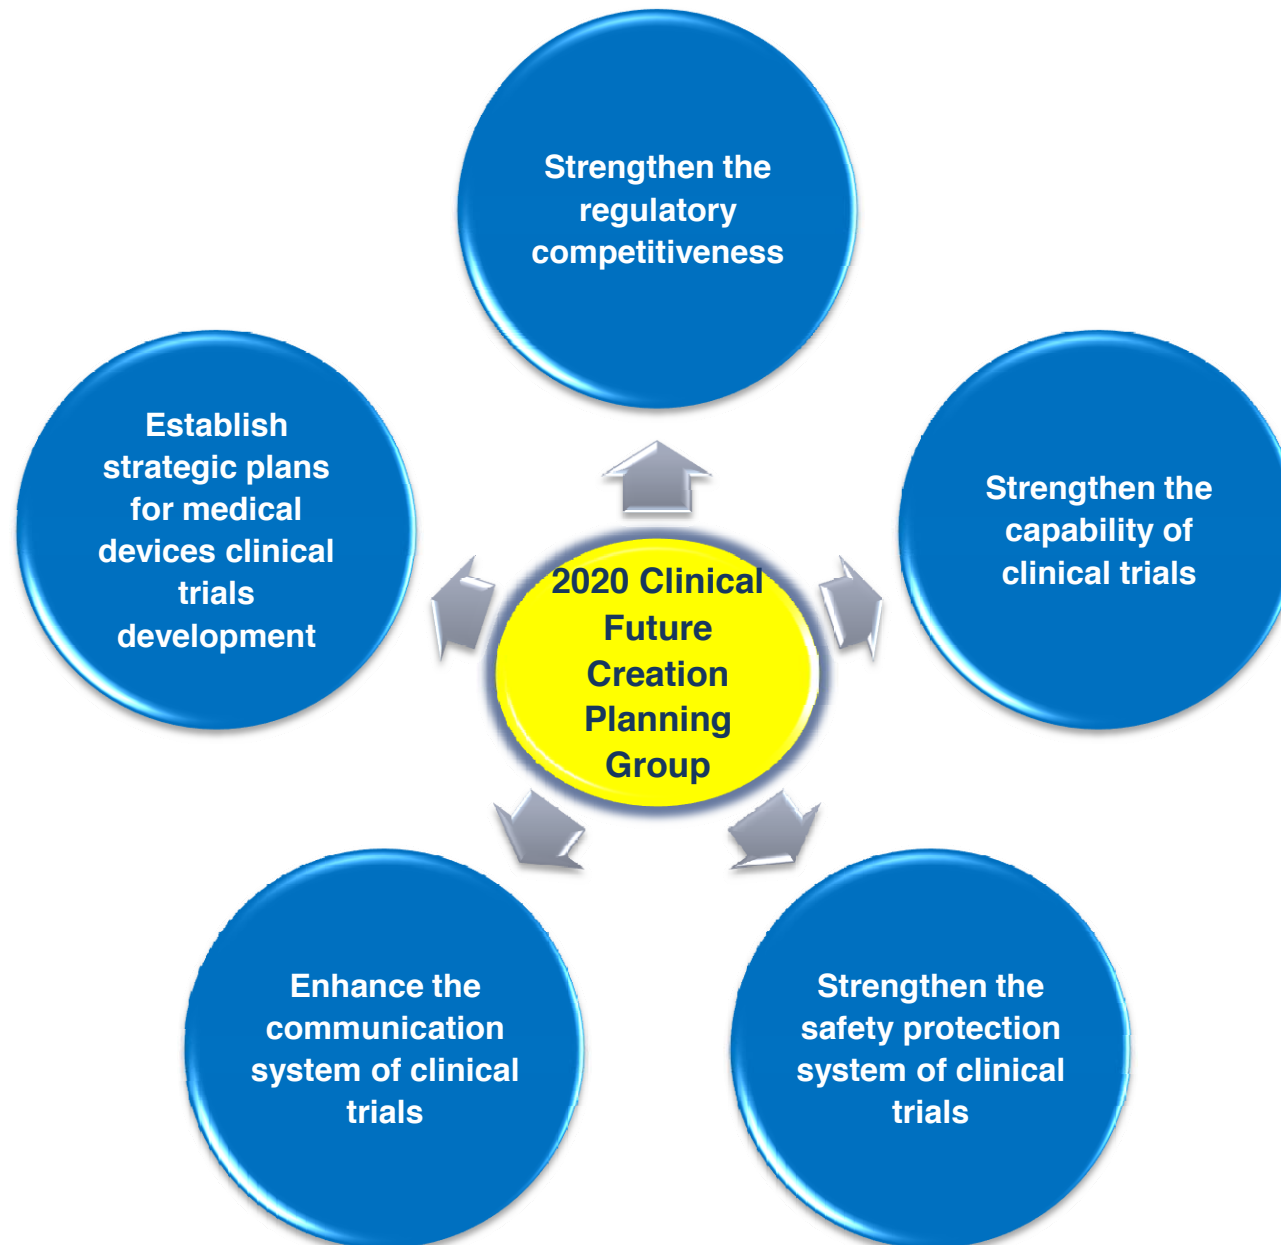 Strengthen the
regulatory
competitiveness
Establish
strategic plans
for medical
devices clinical
trials
development
Strengthen the
capability of
clinical trials
2020 Clinical
Future
Creation
Planning
Group
Enhance the
communication
system of clinical
trials
Strengthen the
safety protection
system of clinical
trials